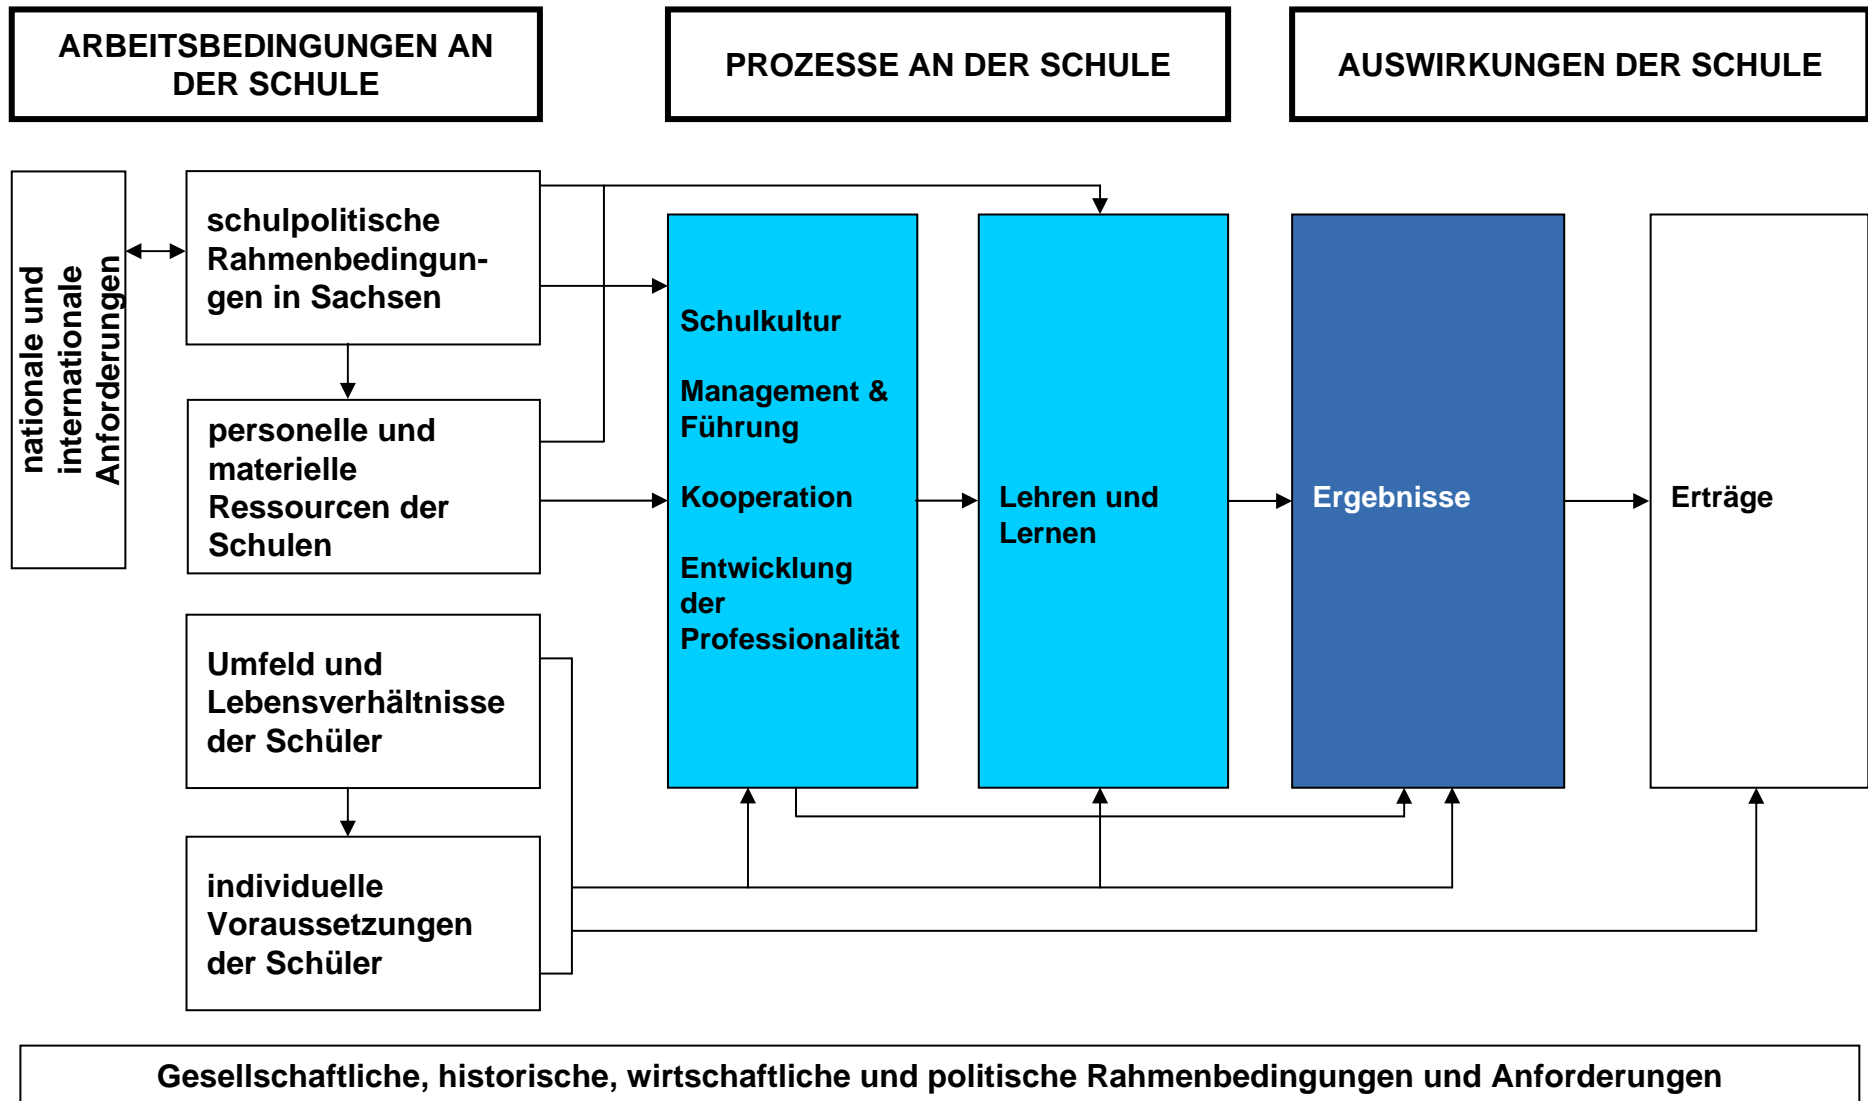 ARBEITSBEDINGUNGEN AN
DER SCHULE
PROZESSE AN DER SCHULE
AUSWIRKUNGEN DER SCHULE
nationale und
internationale
Anforderungen
schulpolitische
Rahmenbedingun-
gen in Sachsen
personelle und
materielle
Ressourcen der
Schulen
Umfeld und
Lebensverhältnisse
der Schüler
individuelle
Voraussetzungen
der Schüler
Schulkultur
Management &
Führung
Kooperation
Entwicklung
der
Professionalität
Lehren und
Lernen
Ergebnisse
Erträge
Gesellschaftliche, historische, wirtschaftliche und politische Rahmenbedingungen und Anforderungen